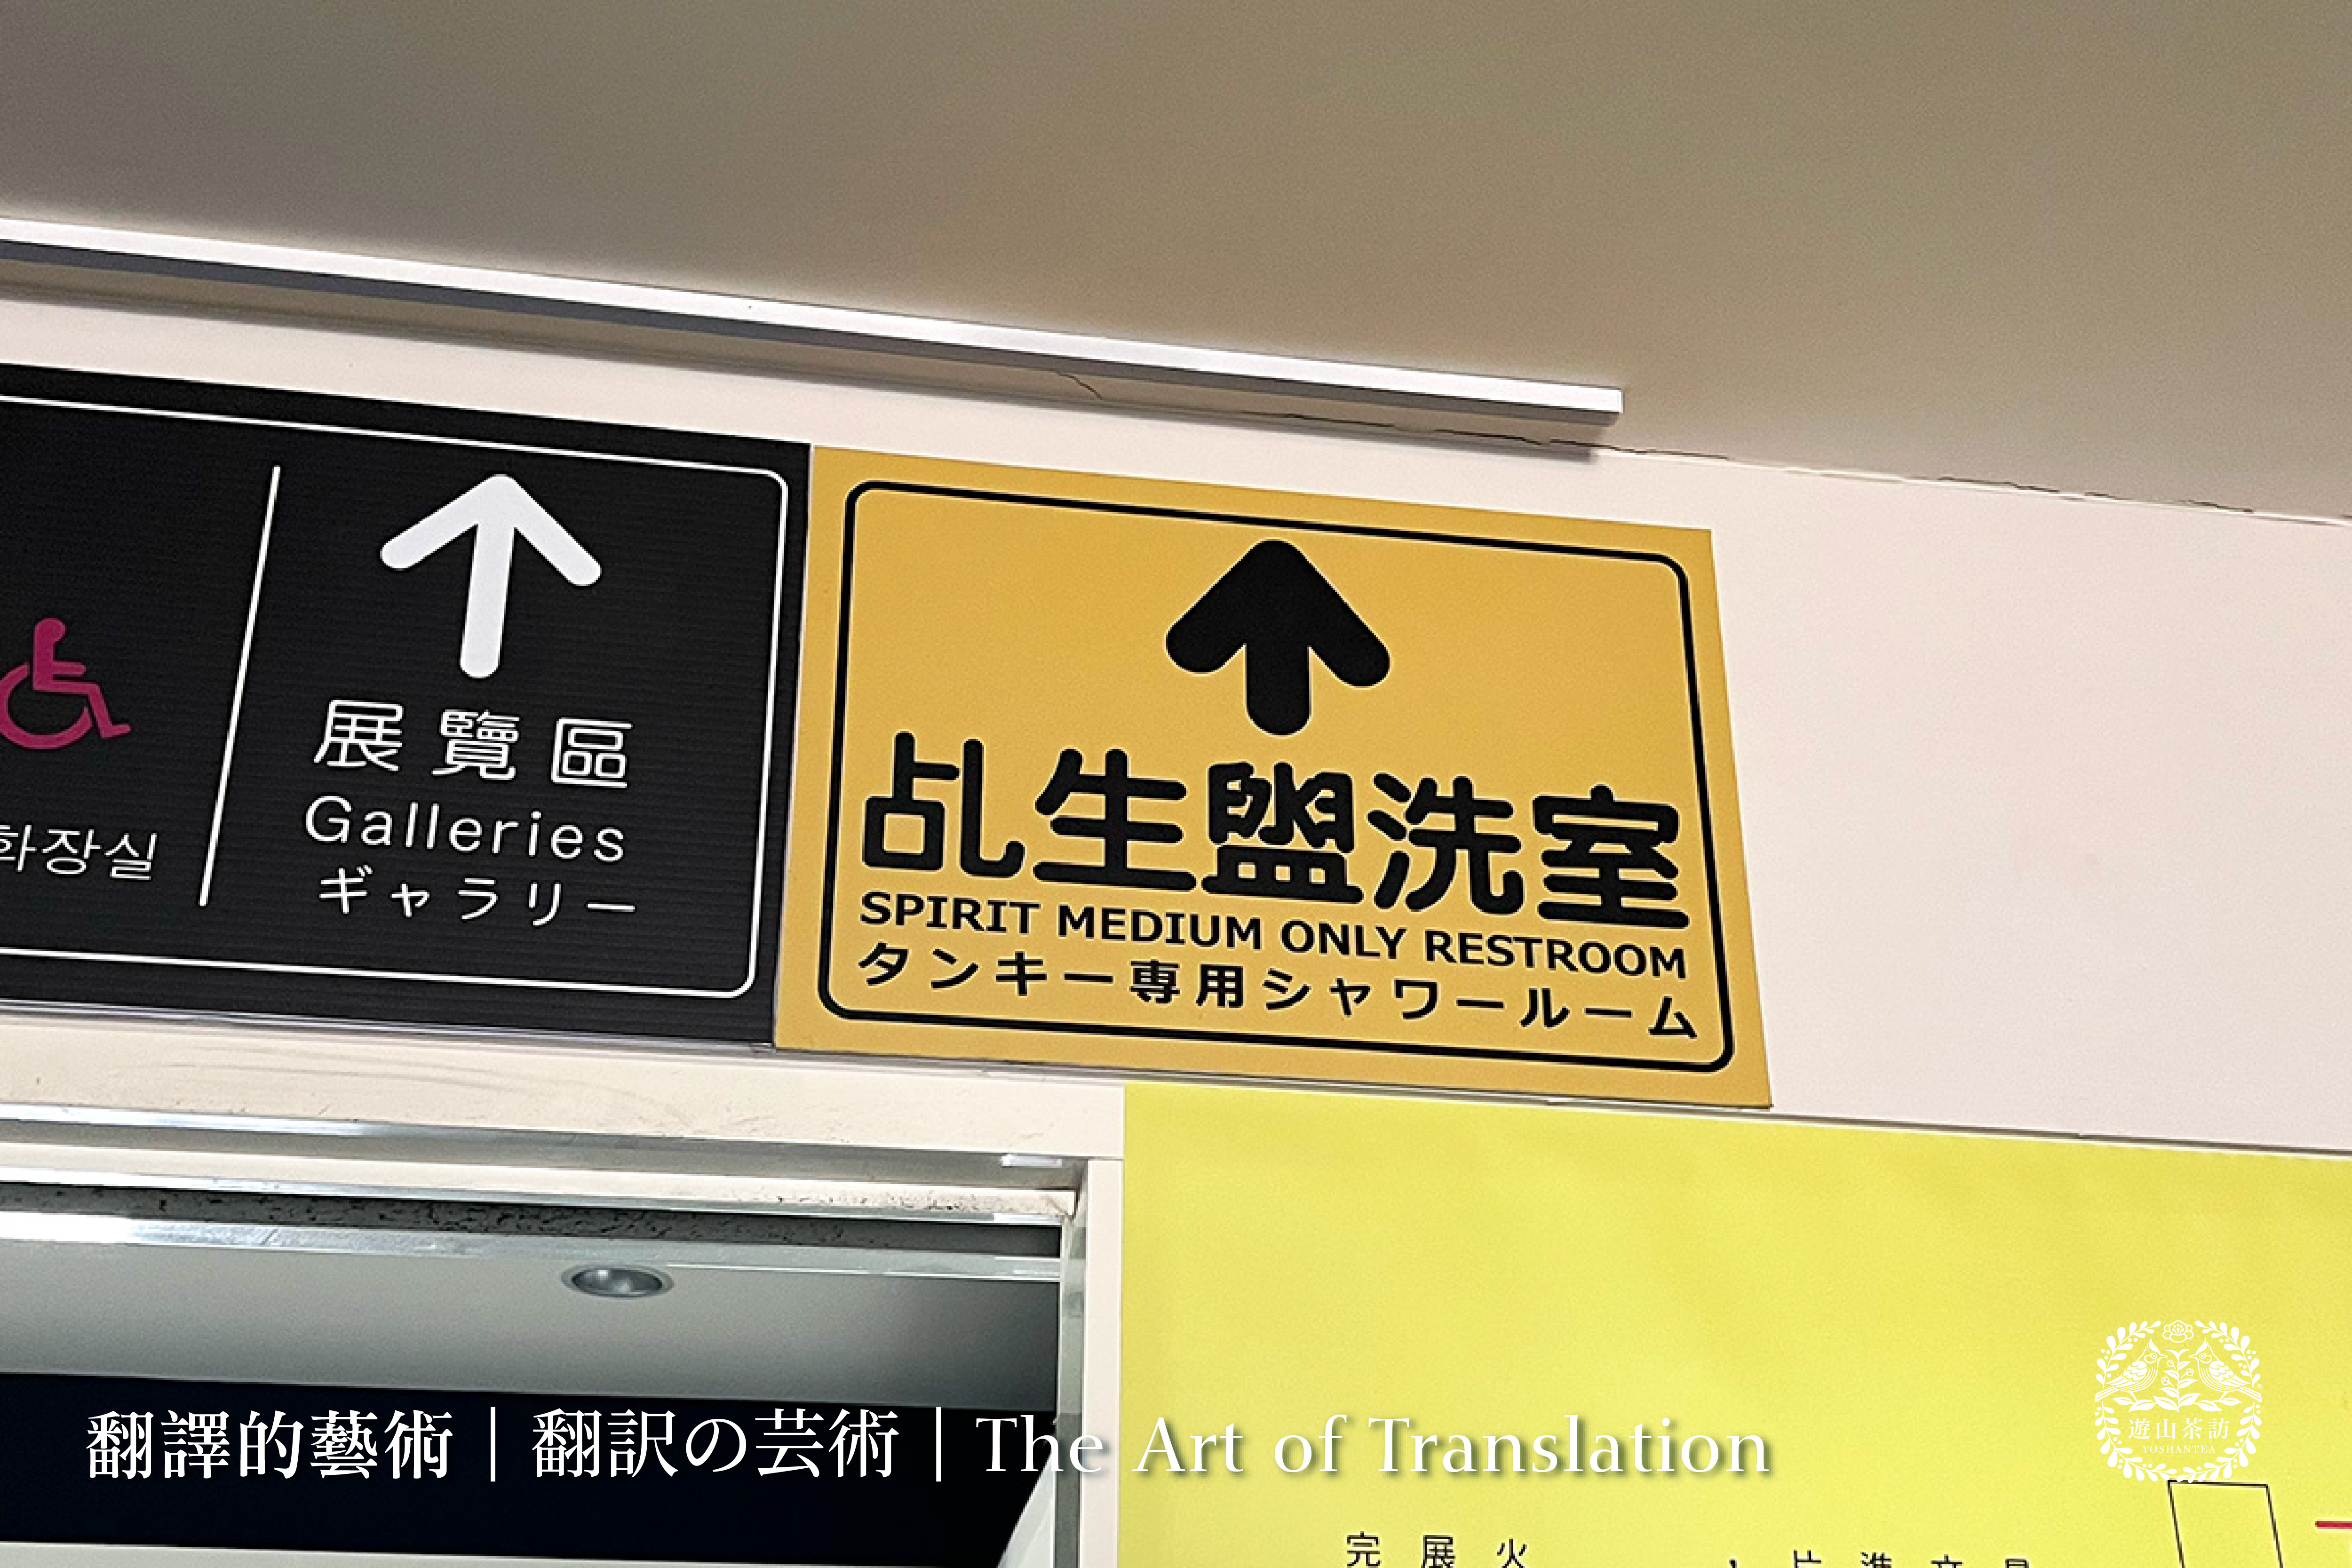 화장실
展覽區
Galleries
ギャラリー
乩生盥洗室
SPIRIT MEDIUM ONLY RESTROOM
タンキー専用シャワールーム
翻譯的藝術｜翻訳の芸術｜The Art of Translation
遊山茶訪
YOSHANTEA